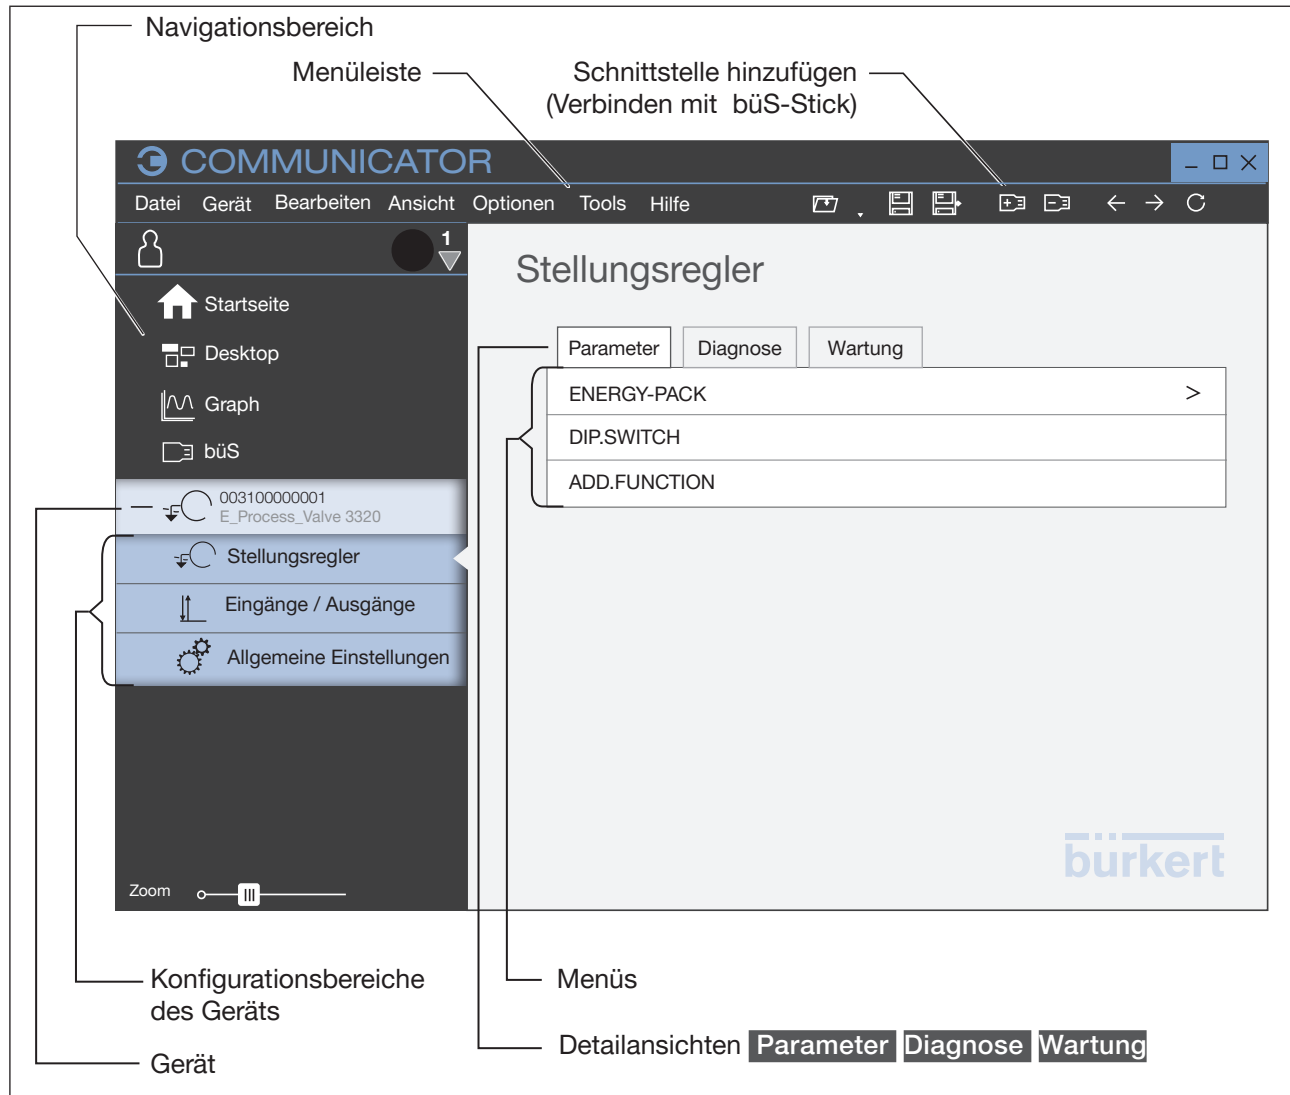 Navigationsbereich
Menüleiste
Schnittstelle hinzufügen
(Verbinden mit büS-Stick)
COMMUNICATOR
Datei Gerät Bearbeiten Ansicht Optionen Tools Hilfe
1
Startseite
Desktop
Graph
büS
003100000001
E_Process_Valve 3320
Stellungsregler
Eingänge / Ausgänge
Allgemeine Einstellungen
Zoom
Stellungsregler
Parameter Diagnose Wartung
ENERGY-PACK >
DIP.SWITCH
ADD.FUNCTION
bürkert
Konfigurationsbereiche
des Geräts
Gerät
Menüs
Detailansichten Parameter Diagnose Wartung